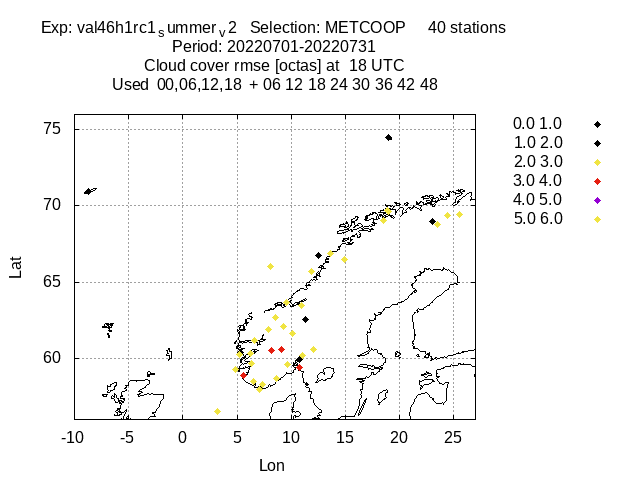 Exp: val46h1rc1summerv2 Selection: METCOOP 40 stations
Period: 20220701-20220731
Cloud cover rmse [octas] at 18 UTC
Used 00,06,12,18 + 06 12 18 24 30 36 42 48
0.0 1.0
1.0 2.0
2.0 3.0
3.0 4.0
4.0 5.0
5.0 6.0
75
70
65
60
Lat
-10 -5 0 5 10 15 20 25
Lon